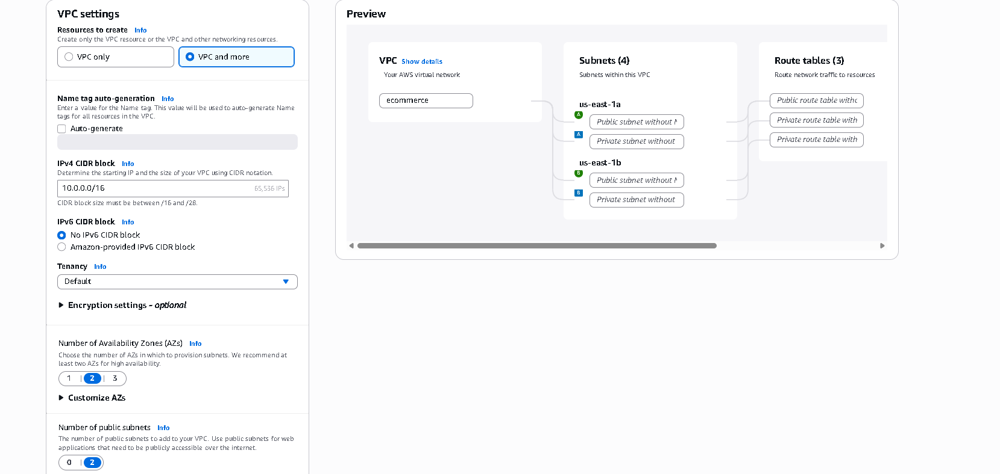 VPC settings
Resources to create Info
Create only the VPC resource or the VPC and other networking resources.
VPC only
VPC and more
Name tag auto-generation Info
Enter a value for the Name tag. This value will be used to auto-generate Name
tags for all resources in the VPC.
Auto-generate
IPv4 CIDR block Info
Determine the starting IP and the size of your VPC using CIDR notation.
10.0.0.0/16 65,536 IPs
CIDR block size must be between /16 and /28.
IPv6 CIDR block Info
No IPv6 CIDR block
Amazon-provided IPv6 CIDR block
Tenancy Info
Default
Encryption settings - optional
Number of Availability Zones (AZs) Info
Choose the number of AZs in which to provision subnets. We recommend at
least two AZs for high availability.
1 2 3
Customize AZs
Number of public subnets Info
The number of public subnets to add to your VPC. Use public subnets for web
applications that need to be publicly accessible over the internet.
0 2
Preview
VPC Show details
Your AWS virtual network
ecommerce
Subnets (4)
Subnets within this VPC
us-east-1a
A Public subnet without
A Private subnet without
us-east-1b
B Public subnet without
B Private subnet without
Route tables (3)
Route network traffic to resources
Public route table
Private route table with
Private route table with